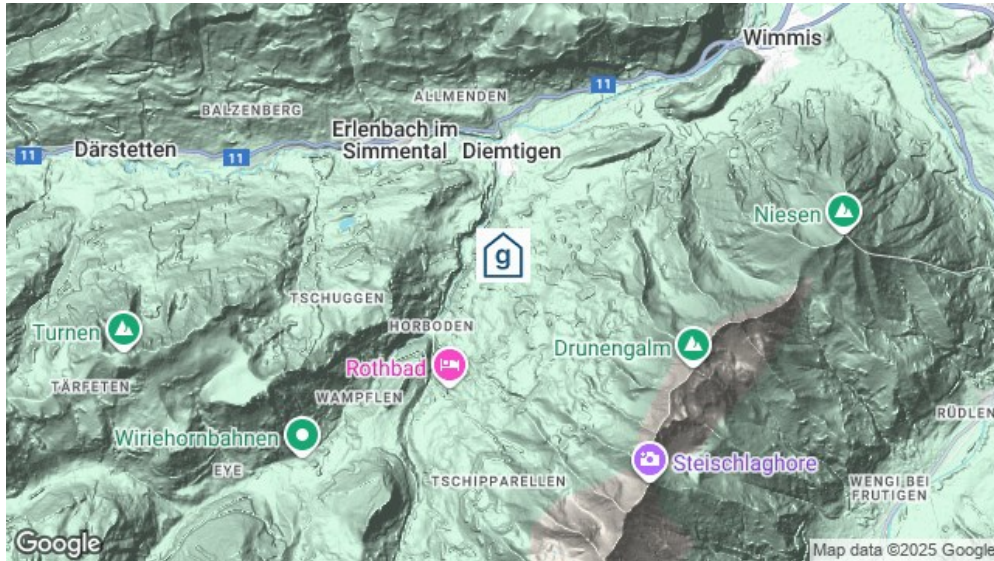 Wimmis
11
ALLMENDEN
BALZENBERG
Erlenbach im
Simmental
Diemtigen
11
Därstetten
11
Niesen
g
TSCHUGGEN
HORBODEN
Turnen
Drunengalm
Rothbad
TÄRFETEN
WAMPFLEN
RÜDLEN
Wiriehornbahnen
EYE
Steischlaghore
TSCHIPPARELLEN
WENGI BEI
FRUTIGEN
Google
Map data ©2025 Google